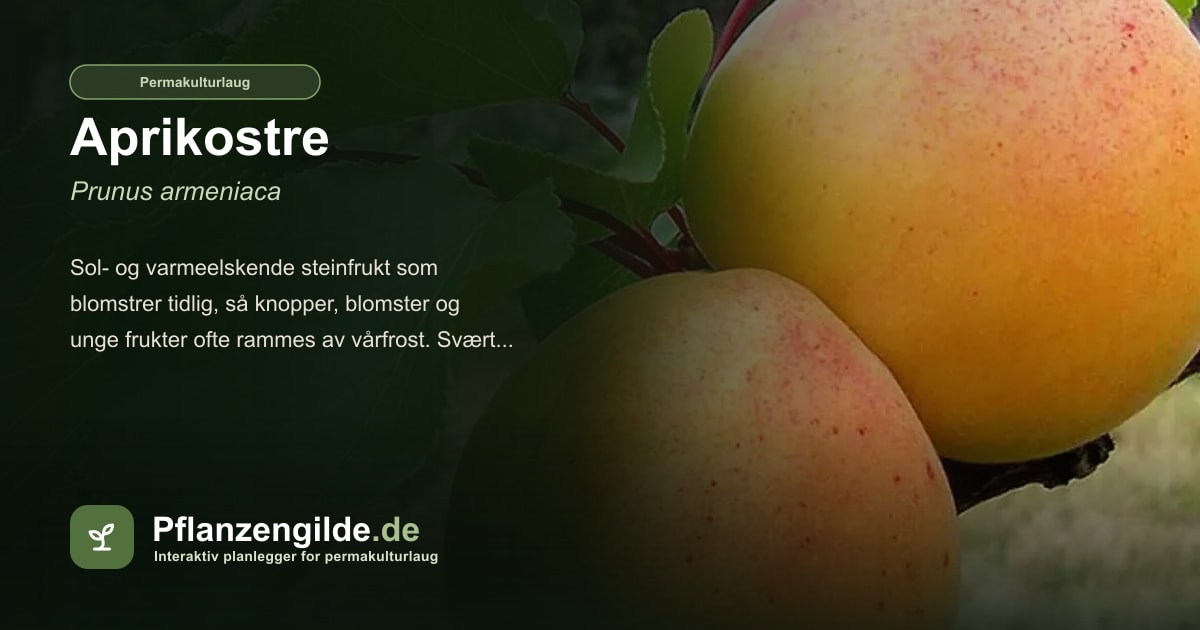 Permakulturlaug
Aprikostre
Prunus armeniaca
Sol- og varmeelskende steinfrukt som
blomstrer tidlig, så knopper, blomster og
unge frukter ofte rammes av vårfrost. Svært...
Pflanzengilde.de
Interaktiv planlegger for permakulturlaug